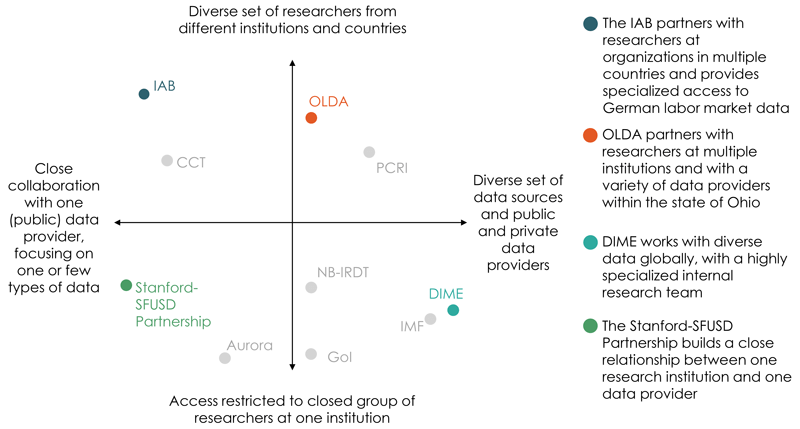 Diverse set of researchers from
different institutions and countries
IAB
OLDA
CCT
PCRI
Close
collaboration
with one
(public) data
provider,
focusing on
one or few
types of data
Diverse set of
data sources
and public
and private
data
providers
Stanford-
SFUSD
Partnership
NB-IRDT
DIME
IMF
Aurora
GoI
Access restricted to closed group of
researchers at one institution
The IAB partners with
researchers at
organizations in multiple
countries and provides
specialized access to
German labor market data
OLDA partners with
researchers at multiple
institutions and with a
variety of data providers
within the state of Ohio
DIME works with diverse
data globally, with a highly
specialized internal
research team
The Stanford-SFUSD
Partnership builds a close
relationship between one
research institution and one
data provider